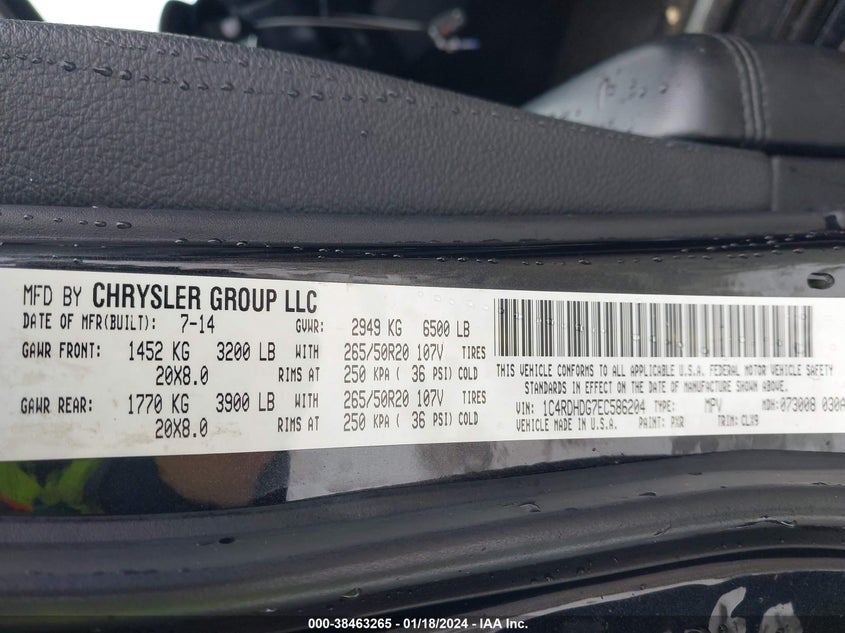 MFD BY CHRYSLER GROUP LLC
DATE OF MFR(BUILT): 7-14 GVWR: 2949 KG 6500 LB
GAWR FRONT: 1452 KG 3200 LB WITH 265/50R20 107V TIRES
20X8.0 RIMS AT 250 KPA ( 36 PSI) COLD
GAWR REAR: 1770 KG 3900 LB WITH 265/50R20 107V TIRES
20X8.0 RIMS AT 250 KPA ( 36 PSI) COLD
THIS VEHICLE CONFORMS TO ALL APPLICABLE U.S.A. FEDERAL MOTOR VEHICLE SAFETY
STANDARDS IN EFFECT ON THE DATE OF MANUFACTURE SHOWN ABOVE.
VIN: 1C4RDHDG7EC586204 TYPE: MPV MDH: 073008 030A
VEHICLE MADE IN U.S.A. PAINT: PXR TRIM: CLX9
000-38463265 - 01/18/2024 - IAA Inc.